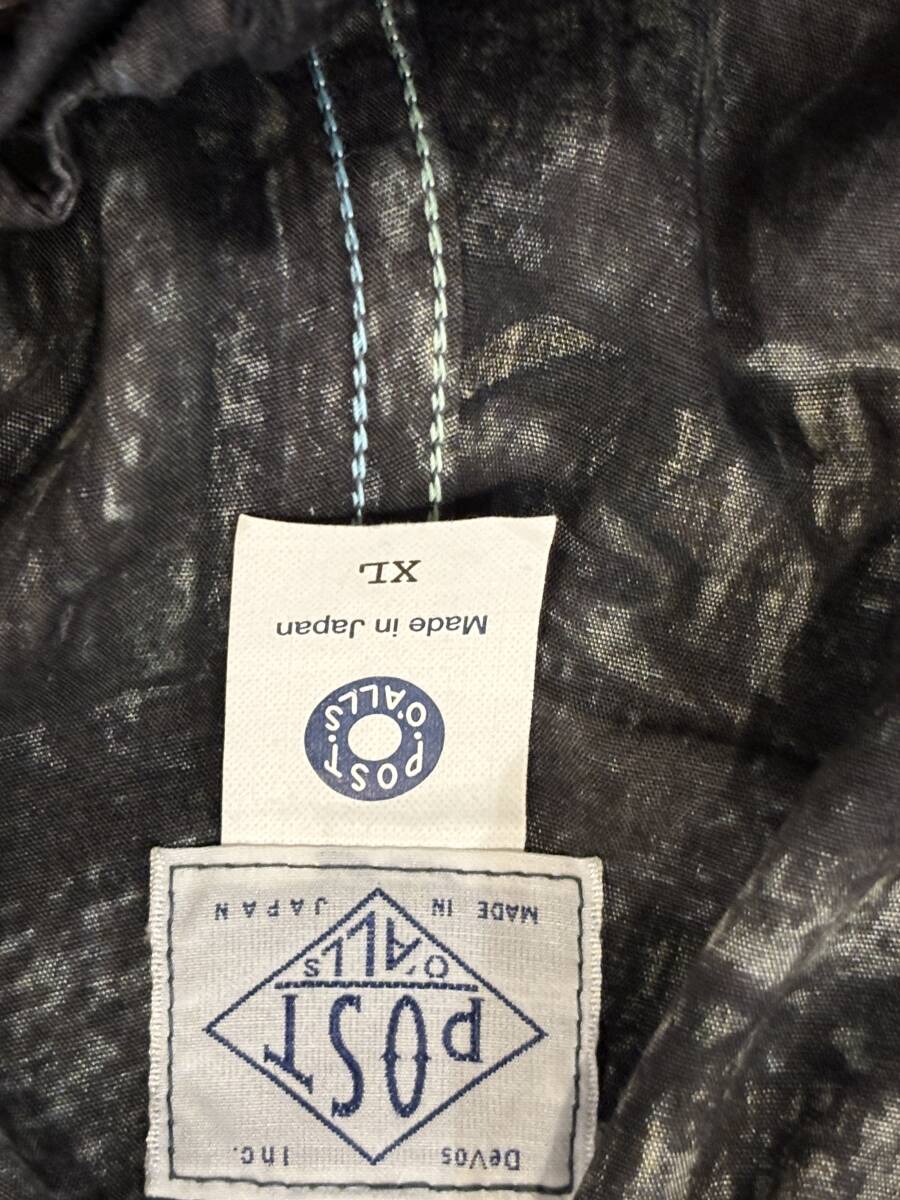 DeVos Inc.
POST
O'ALLS
MADE IN JAPAN
POST
O'ALLS
Made in Japan
XL